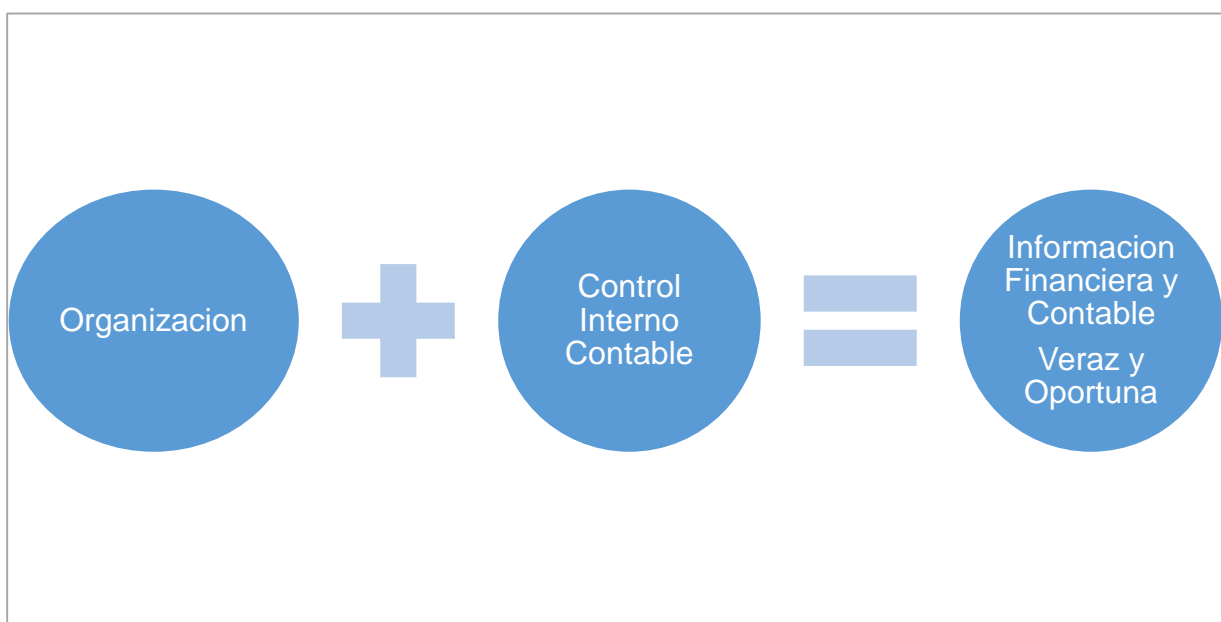 Organizacion
Control
Interno
Contable
Informacion
Financiera y
Contable
Veraz y
Oportuna